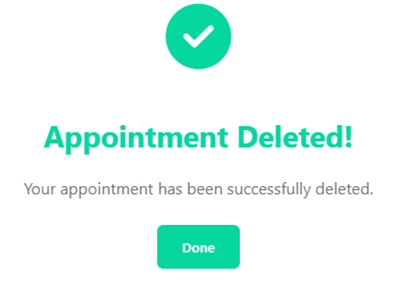 Appointment Deleted!
Your appointment has been successfully deleted.
Done